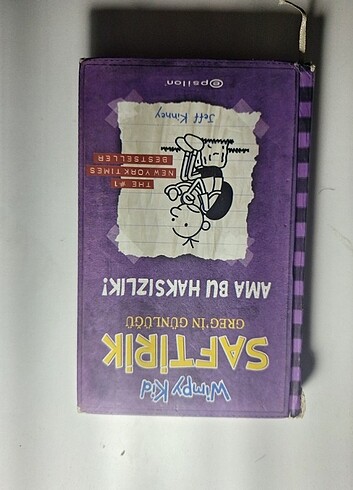 Wimpy Kid
SAFTİRİK
GREG'İN GÜNLÜĞÜ
AMA BU HAKSIZLIK!
THE #1
NEW YORK TIMES
BESTSELLER
Jeff Kinney
epsilon